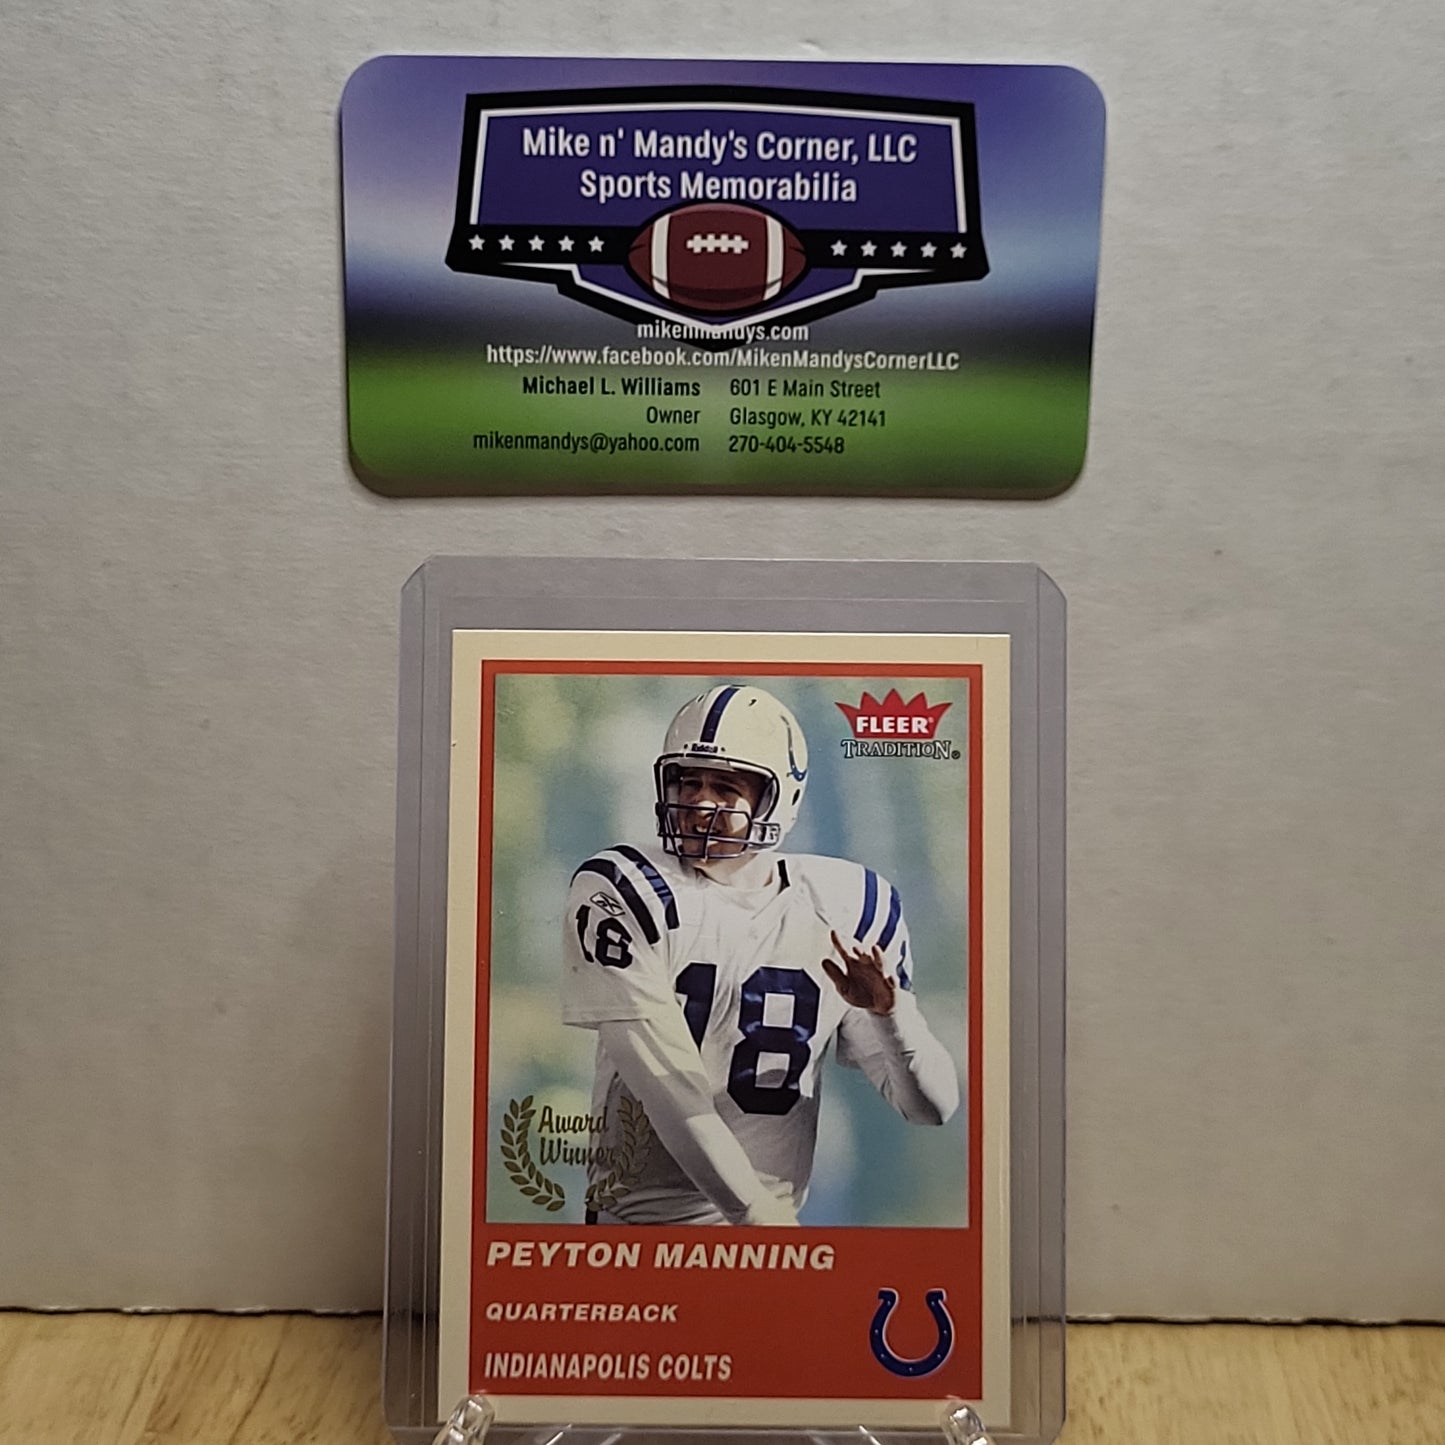 Mike n' Mandy's Corner, LLC
Sports Memorabilia
mikenmandys.com
https://www.facebook.com/MikenMandysCornerLLC
Michael L. Williams
Owner
mikenmandys@yahoo.com
601 E Main Street
Glasgow, KY 42141
270-404-5548
FLEER®
TRADITION®
Riddell
18
18
Award
Winner
PEYTON MANNING
QUARTERBACK
INDIANAPOLIS COLTS